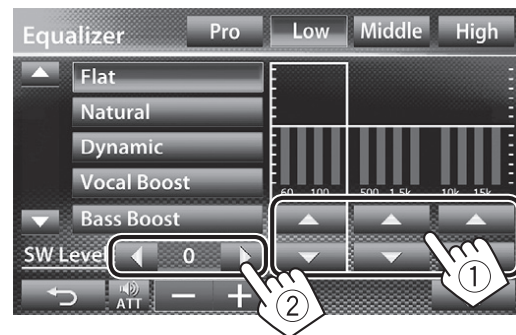 Equalizer Pro Low Middle High
Flat
Natural
Dynamic
Vocal Boost
60 100 500 1.5k 10k 15k
Bass Boost
SW Level 0
ATT − +
1
2